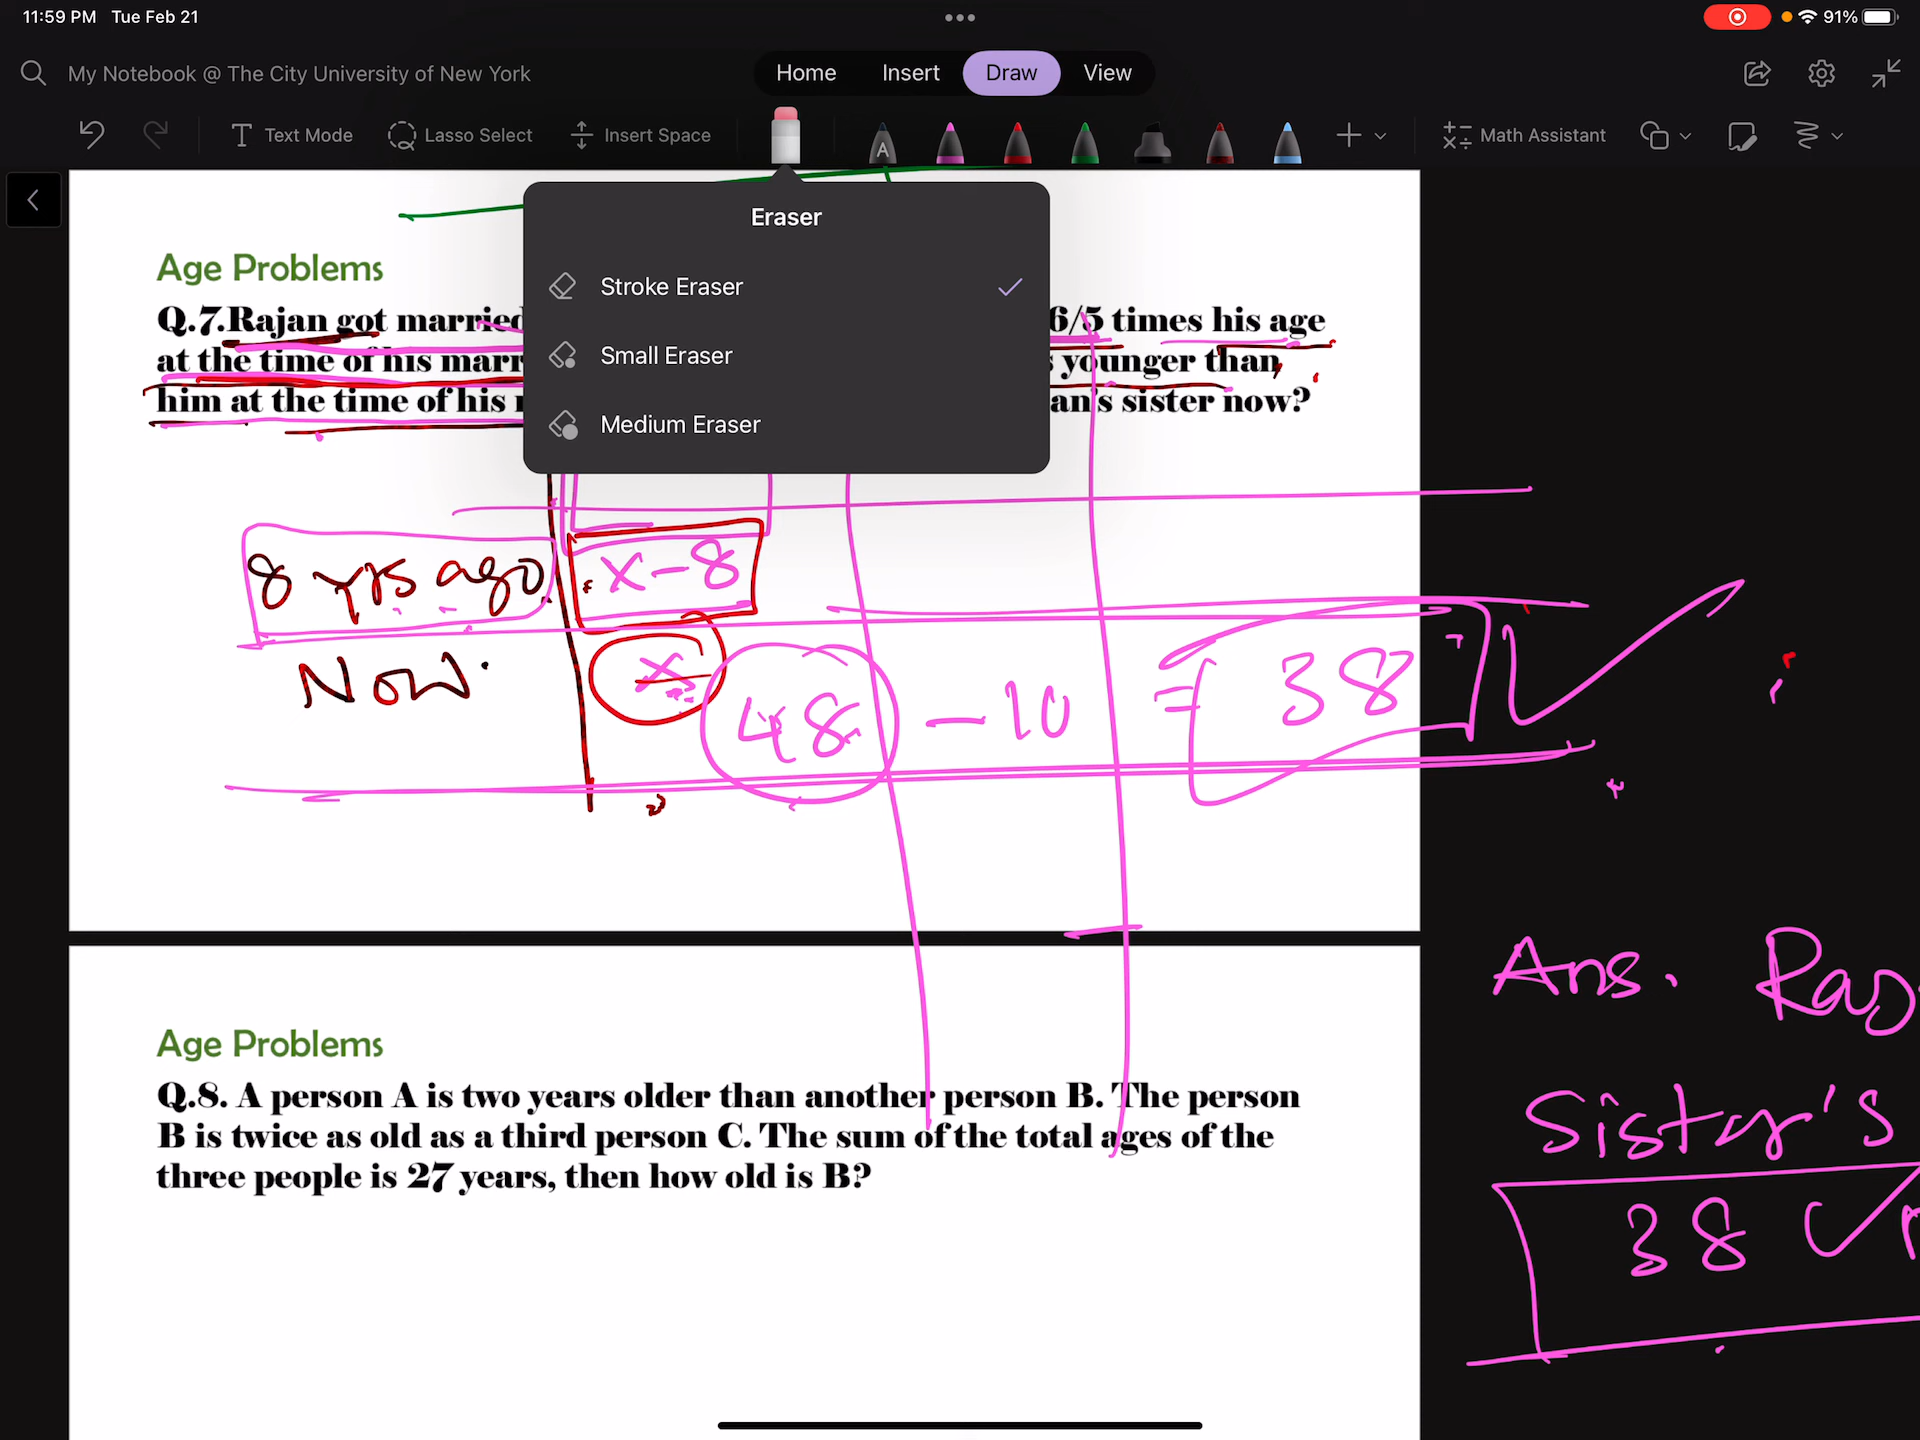 11:59 PM Tue Feb 21
91%
My Notebook @ The City University of New York
Home Insert Draw View
Text Mode Lasso Select Insert Space A Math Assistant
Eraser
Stroke Eraser
Small Eraser
Medium Eraser
Age Problems
Q.7.Rajan got married 6/5 times his age
at the time of his marr younger than
him at the time of his an's sister now?
8 yrs ago x-8
Now. x 48 - 10 = 38
Age Problems
Q.8. A person A is two years older than another person B. The person
B is twice as old as a third person C. The sum of the total ages of the
three people is 27 years, then how old is B?
Ans. Raj
Sister's
38